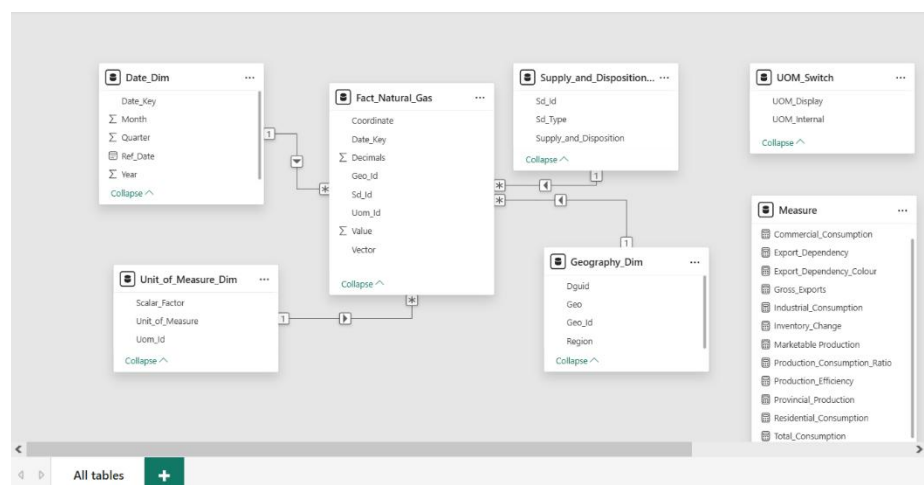 Date_Dim
Date_Key
Month
Quarter
Ref_Date
Year
Collapse
Fact_Natural_Gas
Coordinate
Date_Key
Decimals
Geo_Id
Sd_Id
Uom_Id
Value
Vector
Collapse
Supply_and_Disposition...
Sd_Id
Sd_Type
Supply_and_Disposition
Collapse
UOM_Switch
UOM_Display
UOM_Internal
Collapse
Unit_of_Measure_Dim
Scalar_Factor
Unit_of_Measure
Uom_Id
Collapse
Geography_Dim
Dguid
Geo
Geo_Id
Region
Collapse
Measure
Commercial_Consumption
Export_Dependency
Export_Dependency_Colour
Gross_Exports
Industrial_Consumption
Inventory_Change
Marketable Production
Production_Consumption_Ratio
Production_Efficiency
Provincial_Production
Residential_Consumption
Total_Consumption
1
*
1
*
*
1
1
*
All tables
+